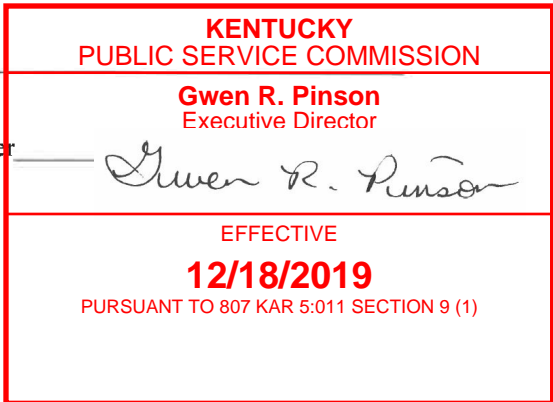 KENTUCKY
PUBLIC SERVICE COMMISSION
Gwen R. Pinson
Executive Director
er
Gwen R. Pinson
EFFECTIVE
12/18/2019
PURSUANT TO 807 KAR 5:011 SECTION 9 (1)